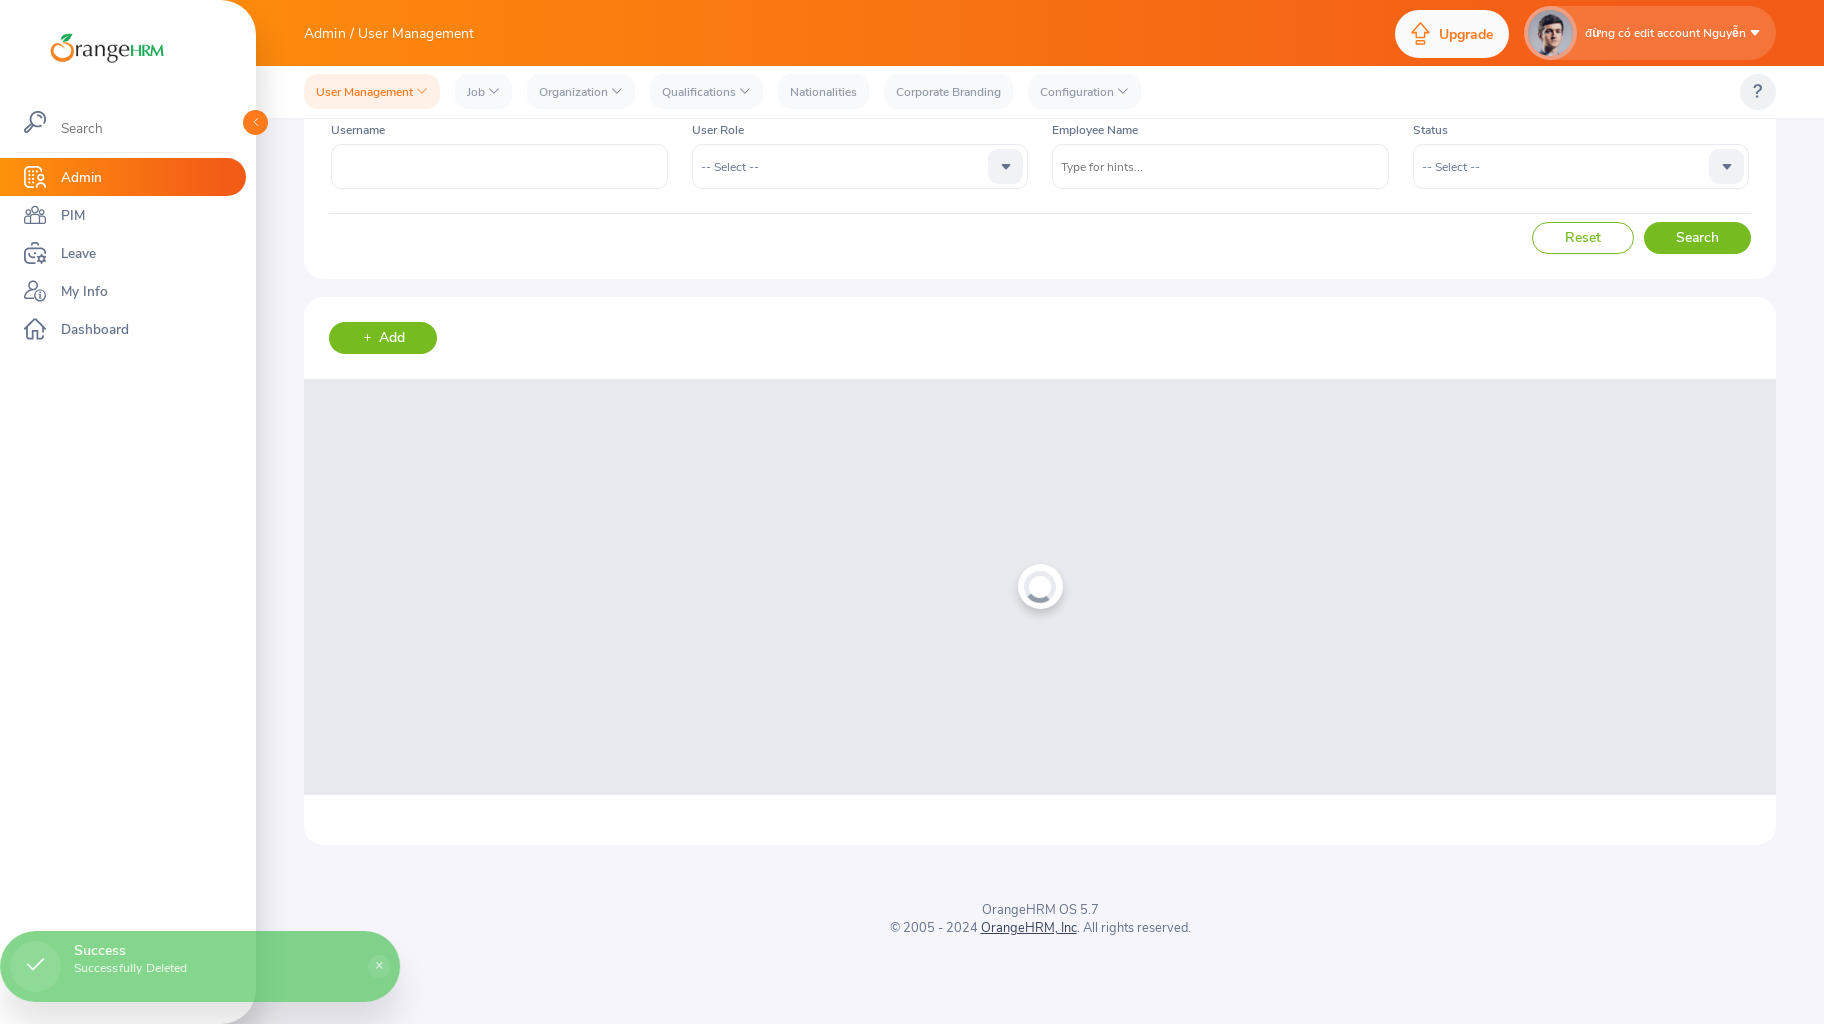 OrangeHRM
Admin / User Management
Upgrade
đừng có edit account Nguyễn
User Management
Job
Organization
Qualifications
Nationalities
Corporate Branding
Configuration
?
Search
Admin
PIM
Leave
My Info
Dashboard
Username
User Role
Employee Name
Status
-- Select --
Type for hints...
-- Select --
Reset
Search
+ Add
OrangeHRM OS 5.7
© 2005 - 2024 OrangeHRM, Inc. All rights reserved.
Success
Successfully Deleted
×